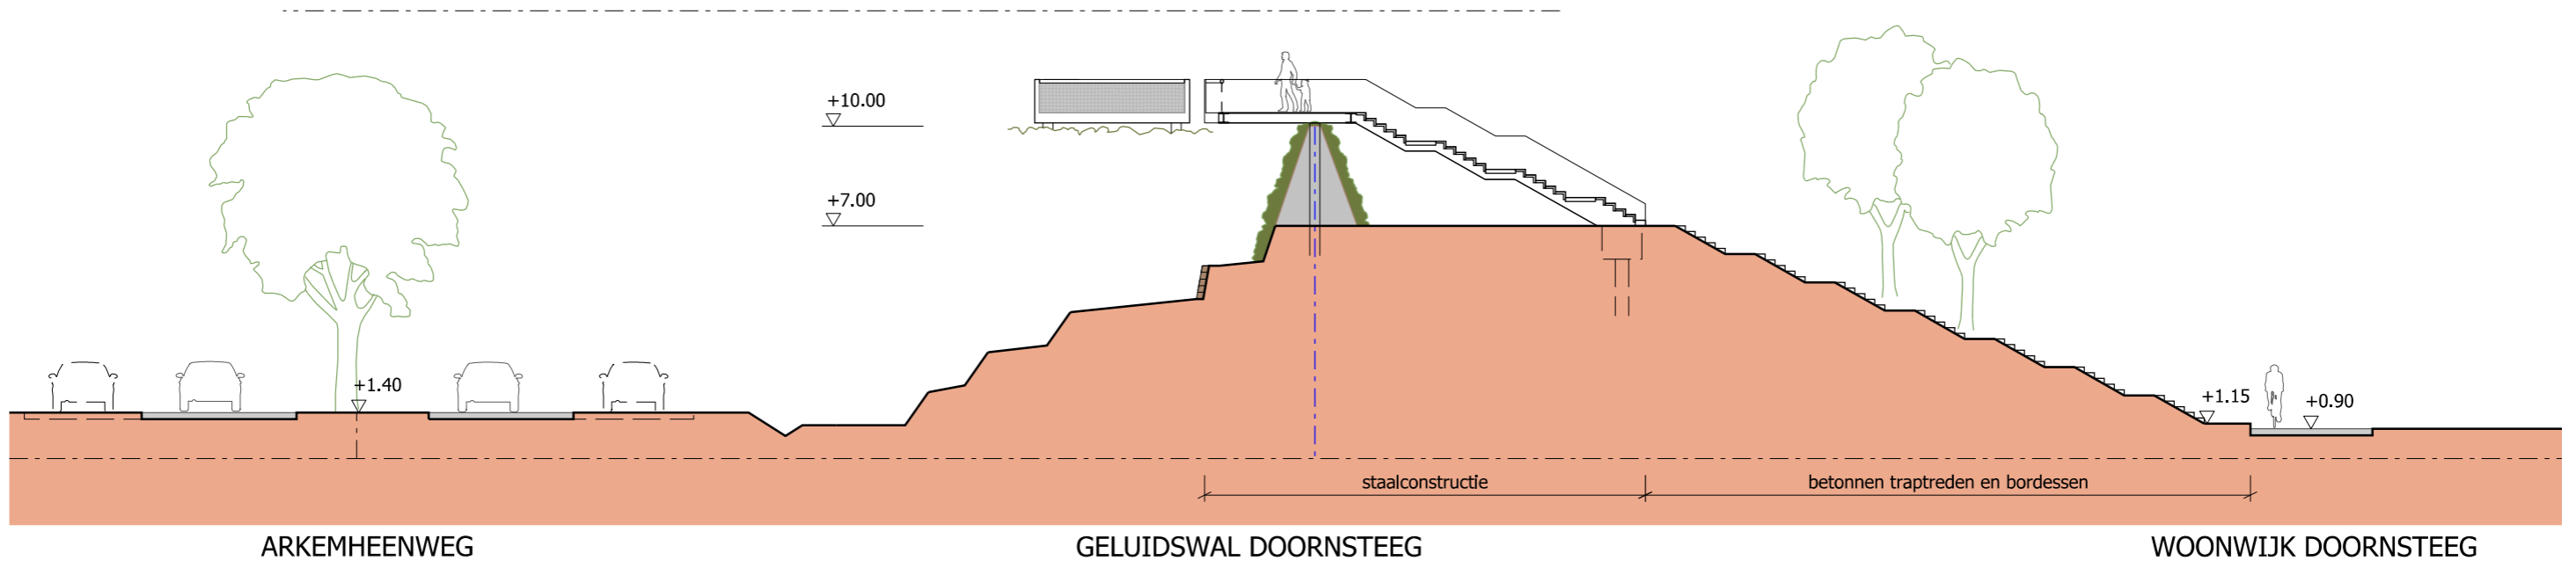 +10.00
+7.00
+1.40
+1.15
+0.90
staalconstructie
betonnen traptreden en bordessen
ARKEMHEENWEG
GELUIDSWAL DOORNSTEEG
WOONWIJK DOORNSTEEG